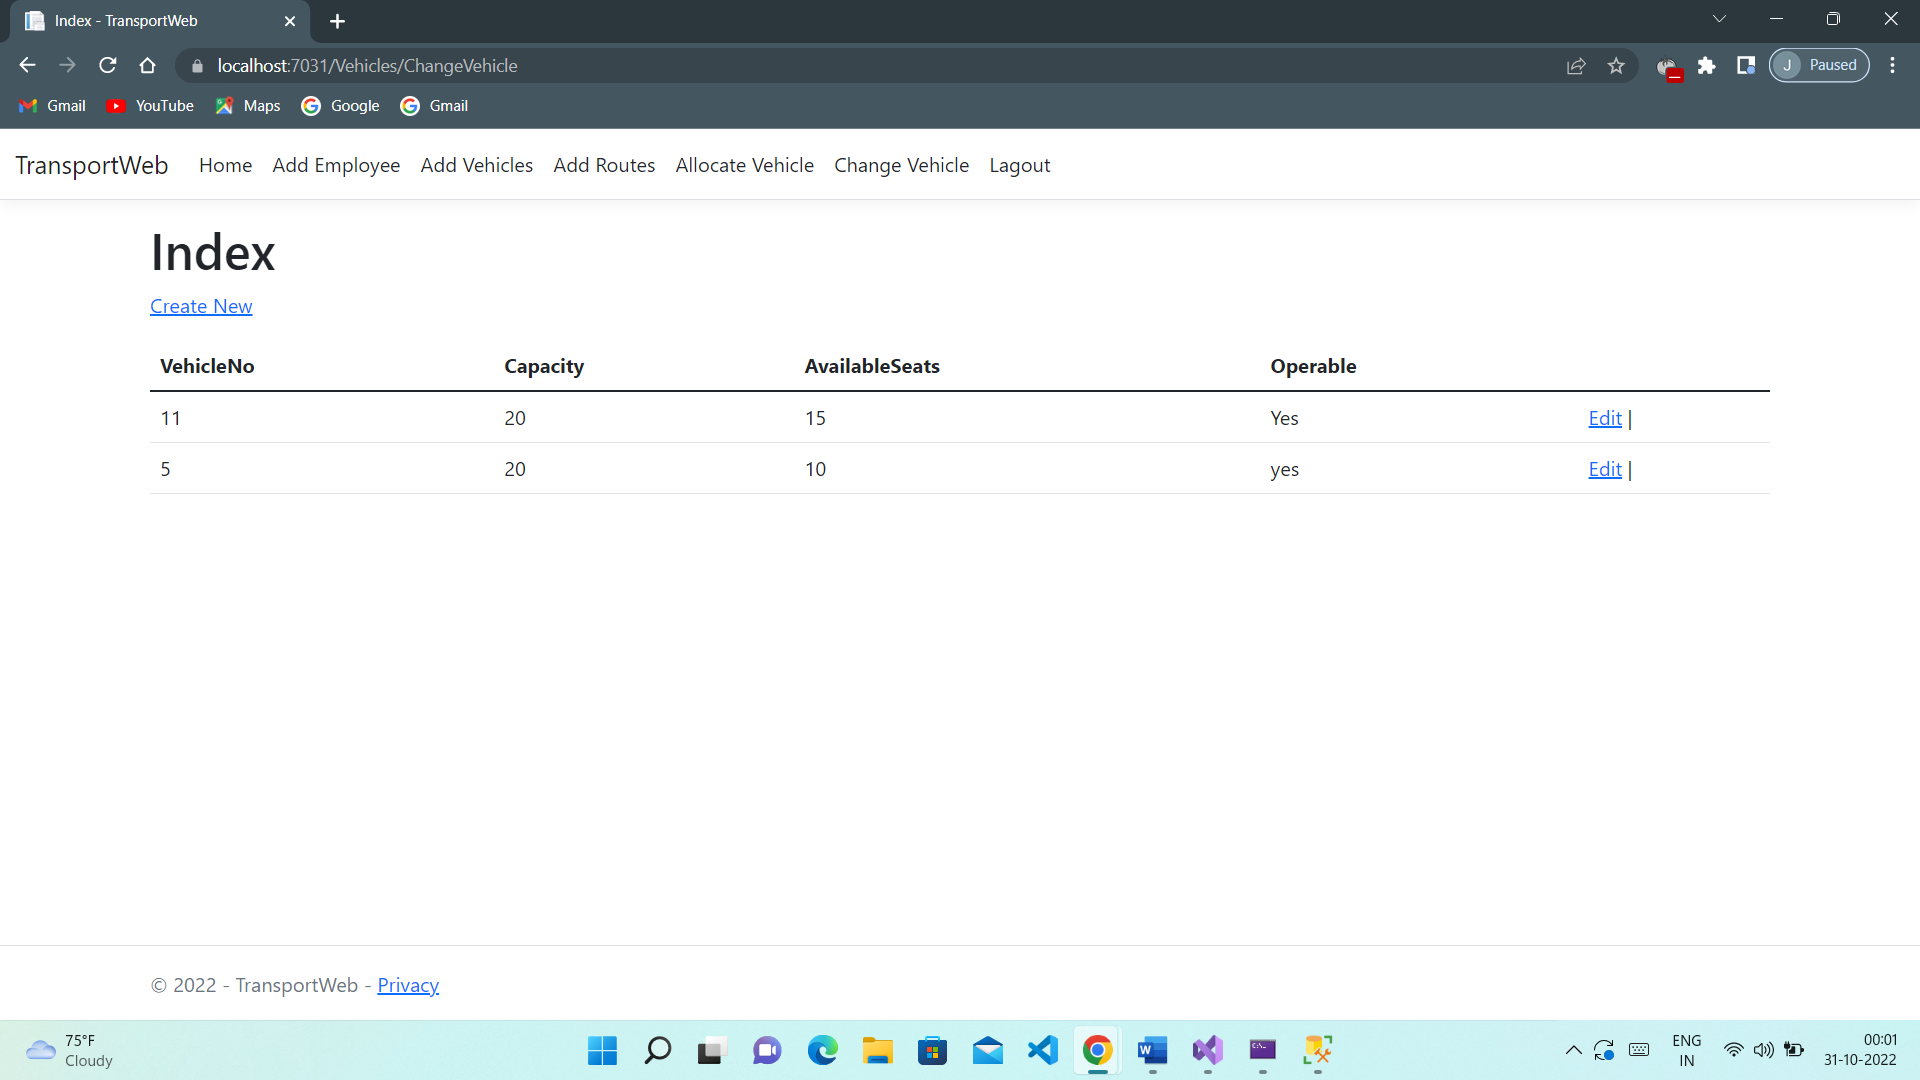 Index - TransportWeb
localhost:7031/Vehicles/ChangeVehicle
J Paused
Gmail YouTube Maps Google Gmail
TransportWeb Home Add Employee Add Vehicles Add Routes Allocate Vehicle Change Vehicle Lagout
Index
Create New
VehicleNo Capacity AvailableSeats Operable
11 20 15 Yes Edit |
5 20 10 yes Edit |
© 2022 - TransportWeb - Privacy
75°F
Cloudy
ENG
IN
00:01
31-10-2022